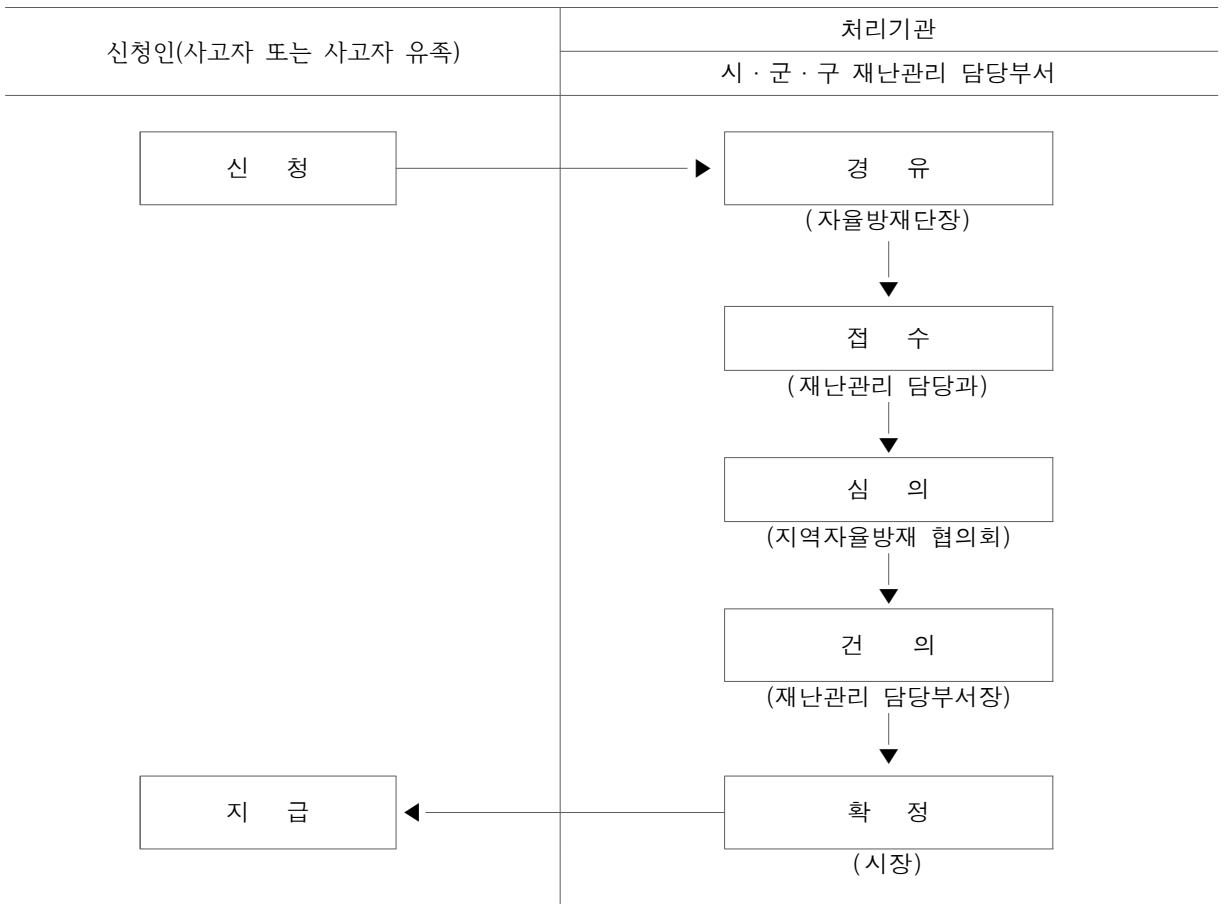 신청인(사고자 또는 사고자 유족)
처리기관
시 · 군 · 구 재난관리 담당부서
신 청
경 유
(자율방재단장)
접 수
(재난관리 담당과)
심 의
(지역자율방재 협의회)
건 의
(재난관리 담당부서장)
지 급
확 정
(시장)